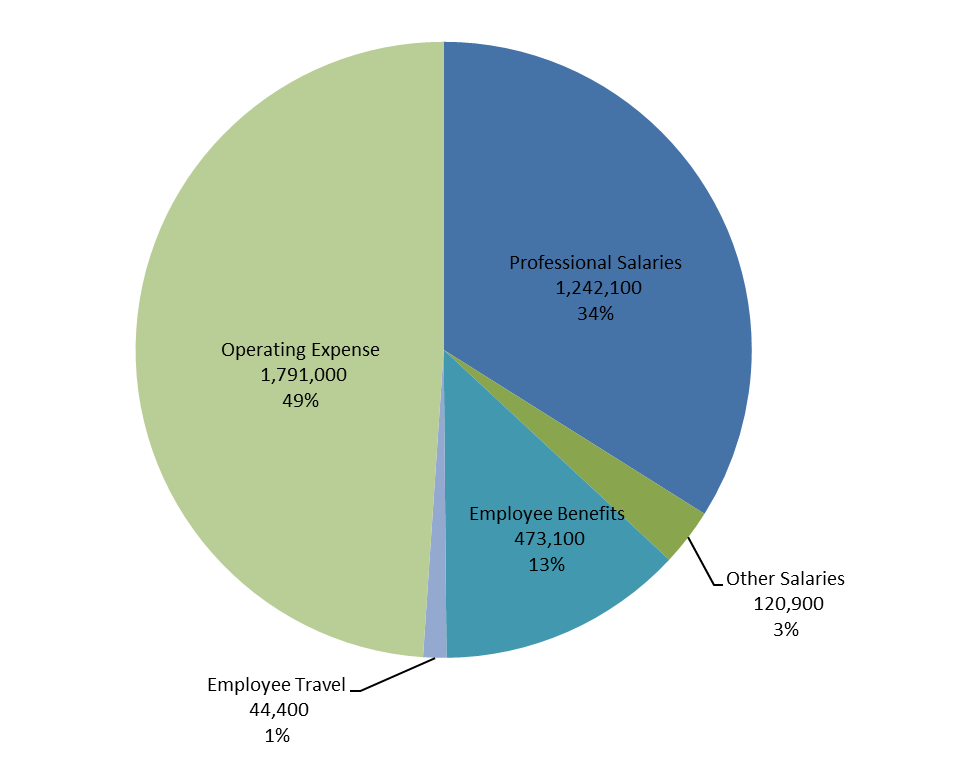 Professional Salaries
1,242,100
34%
Operating Expense
1,791,000
49%
Employee Benefits
473,100
13%
Other Salaries
120,900
3%
Employee Travel
44,400
1%